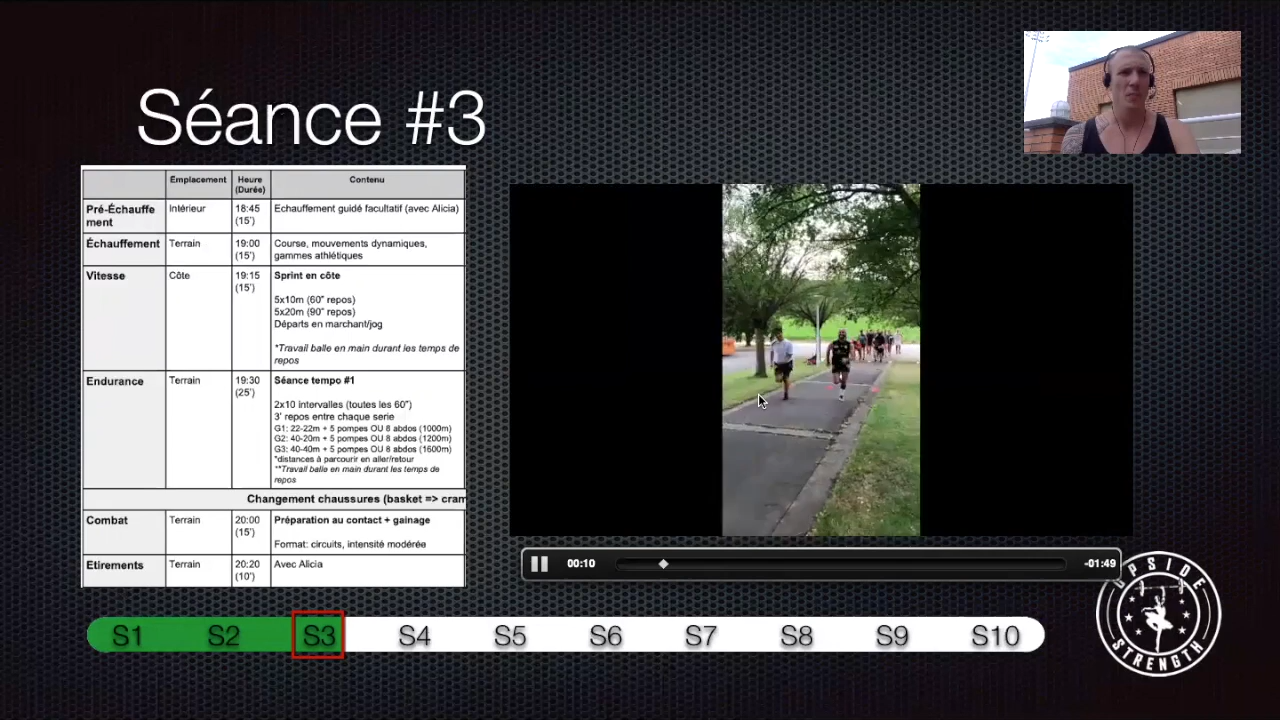 Séance #3
Emplacement Heure (Durée) Contenu
Pré-Échauffe ment Intérieur 18:45 (15') Echauffement guidé facultatif (avec Alicia)
Échauffement Terrain 19:00 (15') Course, mouvements dynamiques, gammes athlétiques
Vitesse Côte 19:15 (15') Sprint en côte
5x10m (60" repos)
5x20m (90" repos)
Départs en marchant/jog
*Travail balle en main durant les temps de repos
Endurance Terrain 19:30 (25') Séance tempo #1
2x10 intervalles (toutes les 60")
3' repos entre chaque serie
G1: 22-22m + 5 pompes OU 8 abdos (1000m)
G2: 40-20m + 5 pompes OU 8 abdos (1200m)
G3: 40-40m + 5 pompes OU 8 abdos (1600m)
*distances à parcourir en aller/retour
**Travail balle en main durant les temps de repos
Changement chaussures (basket => cram
Combat Terrain 20:00 (15') Préparation au contact + gainage
Format: circuits, intensité modérée
Etirements Terrain 20:20 (10') Avec Alicia
00:10 -01:49
S1 S2 S3 S4 S5 S6 S7 S8 S9 S10
UPSIDE
STRENGTH